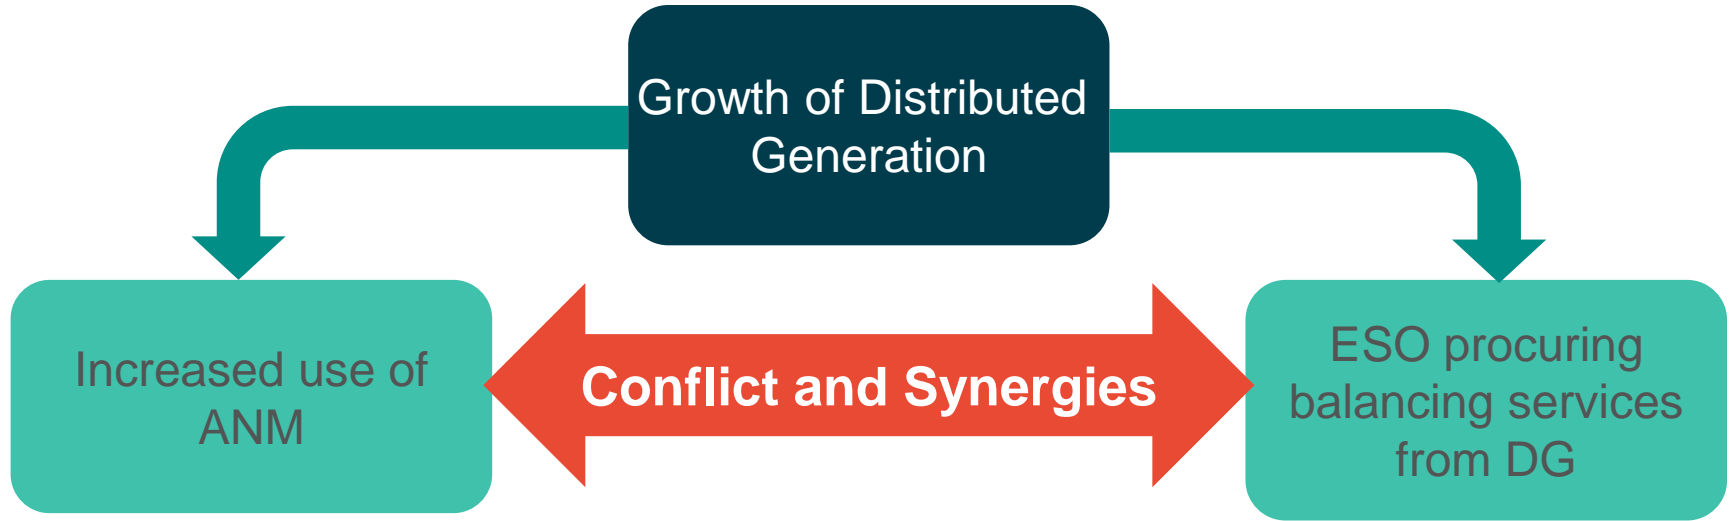 Growth of Distributed
Generation
Increased use of
ANM
Conflict and Synergies
ESO procuring
balancing services
from DG